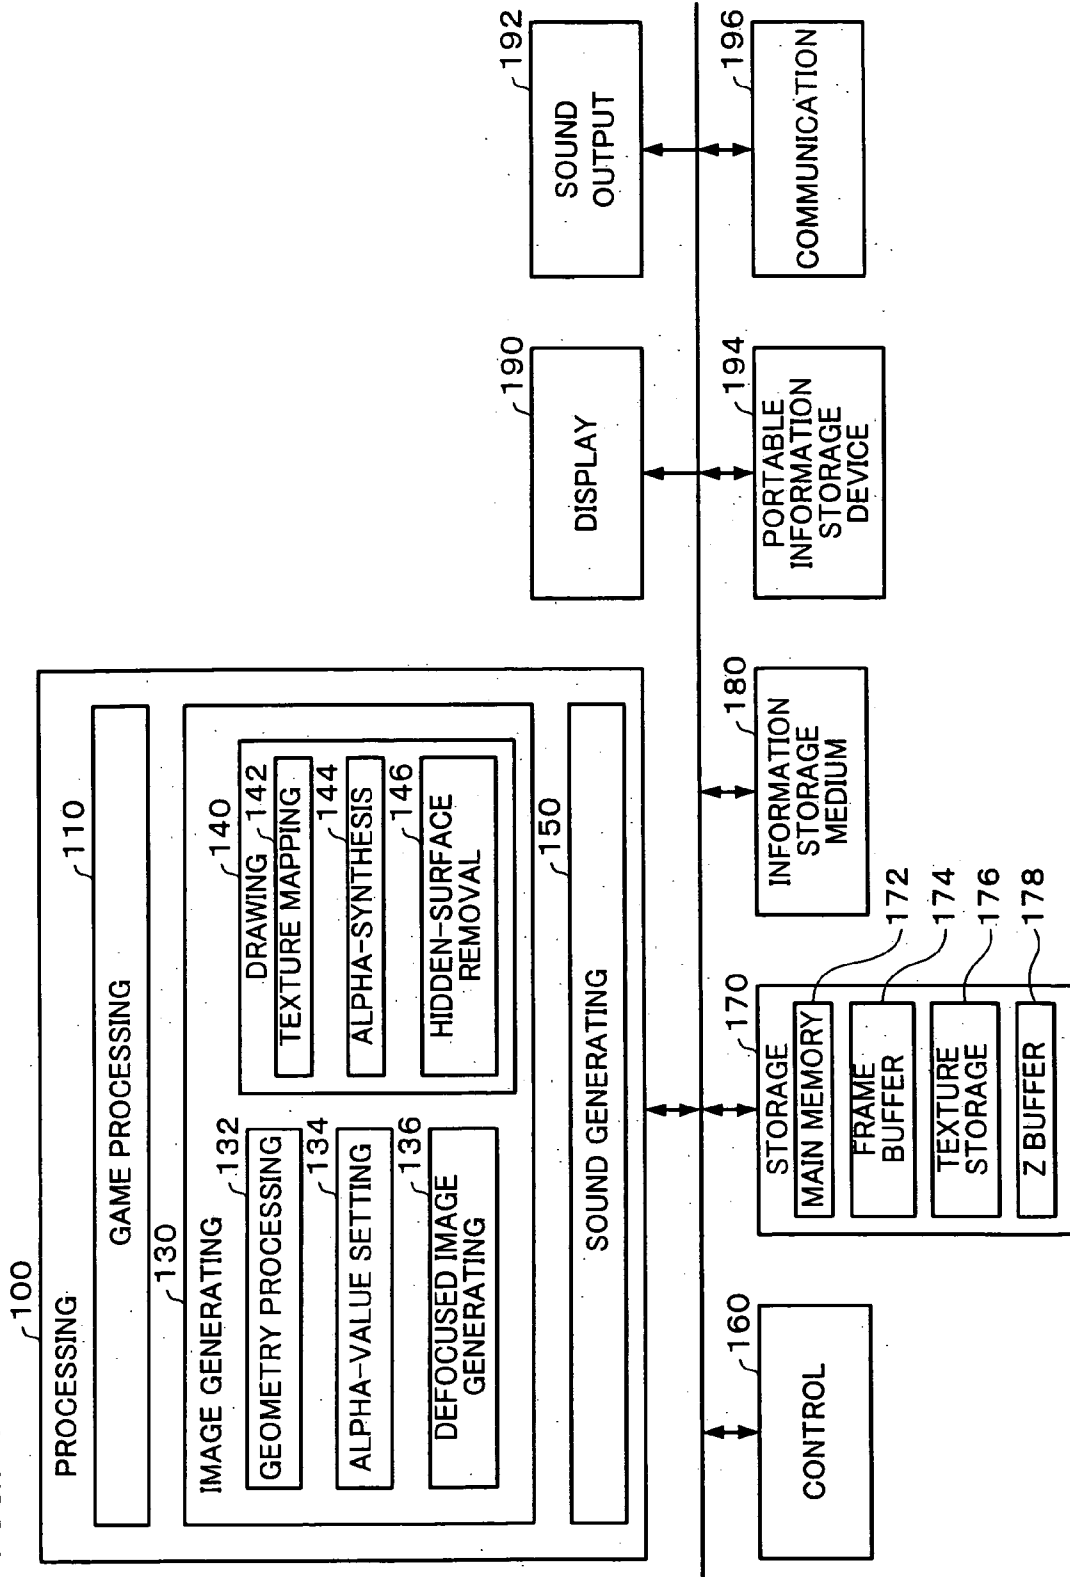 100
PROCESSING
110
GAME PROCESSING
130
IMAGE GENERATING
132
GEOMETRY PROCESSING
134
ALPHA-VALUE SETTING
136
DEFOCUSED IMAGE
GENERATING
140
DRAWING
142
TEXTURE MAPPING
144
ALPHA-SYNTHESIS
146
HIDDEN-SURFACE
REMOVAL
150
SOUND GENERATING
190
DISPLAY
192
SOUND
OUTPUT
160
CONTROL
170
STORAGE
MAIN MEMORY
172
FRAME
BUFFER
174
TEXTURE
STORAGE
176
Z BUFFER
178
180
INFORMATION
STORAGE
MEDIUM
194
PORTABLE
INFORMATION
STORAGE
DEVICE
196
COMMUNICATION